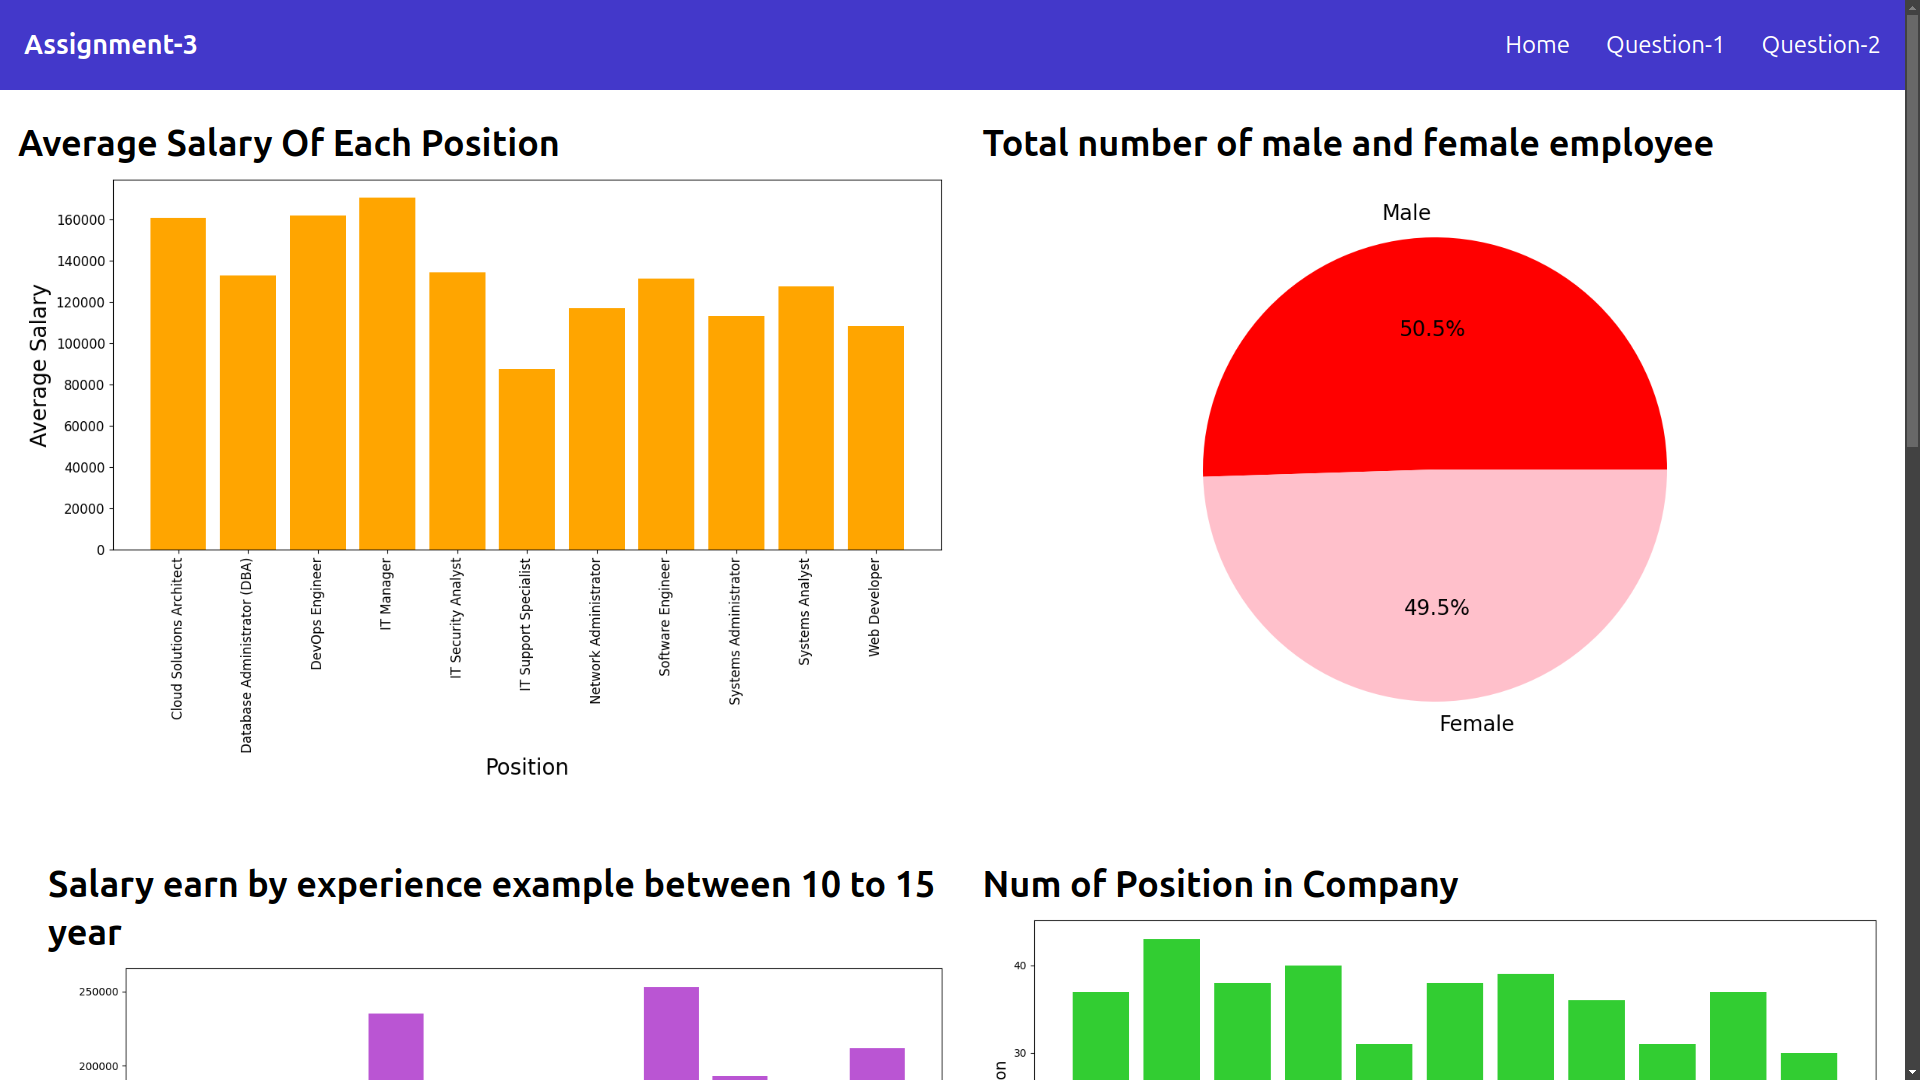 Assignment-3
Home Question-1 Question-2
Average Salary Of Each Position
160000
140000
120000
100000
80000
60000
40000
20000
0
Average Salary
Cloud Solutions Architect
Database Administrator (DBA)
DevOps Engineer
IT Manager
IT Security Analyst
IT Support Specialist
Network Administrator
Software Engineer
Systems Administrator
Systems Analyst
Web Developer
Position
Total number of male and female employee
Male
50.5%
49.5%
Female
Salary earn by experience example between 10 to 15
year
250000
200000
Num of Position in Company
40
30